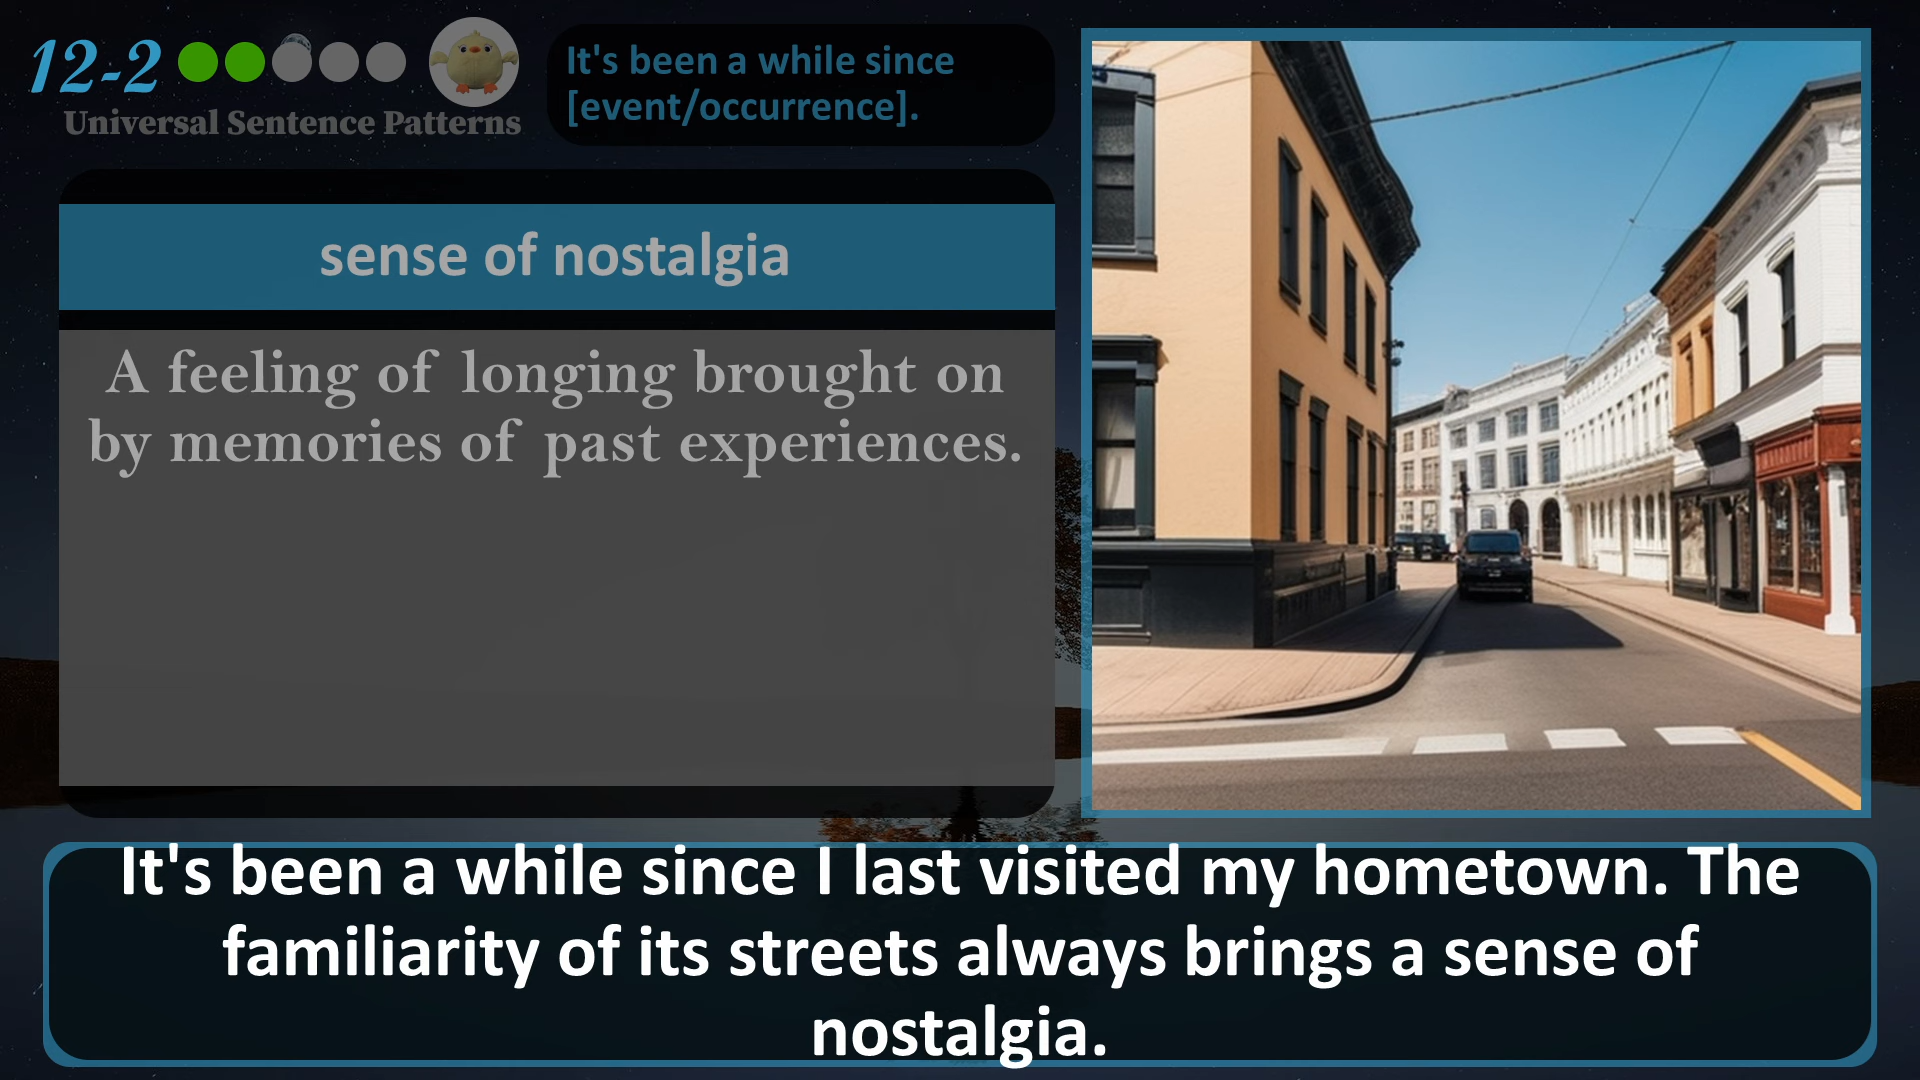 12-2
Universal Sentence Patterns
It's been a while since
[event/occurrence].
sense of nostalgia
A feeling of longing brought on
by memories of past experiences.
It's been a while since I last visited my hometown. The
familiarity of its streets always brings a sense of
nostalgia.